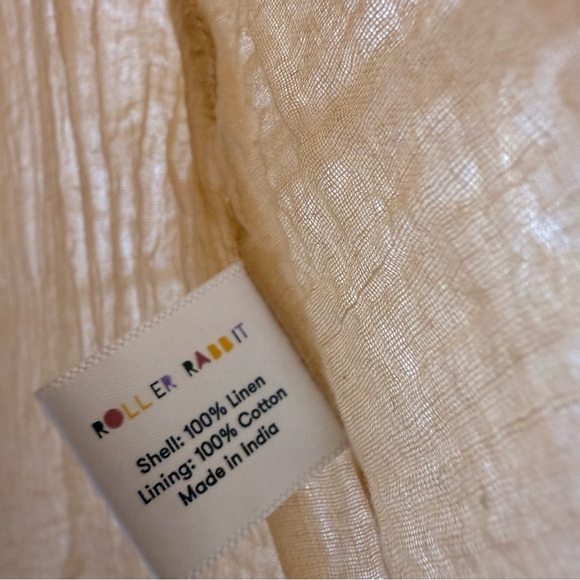 ROLLER RABBIT
Shell: 100% Linen
Lining: 100% Cotton
Made in India